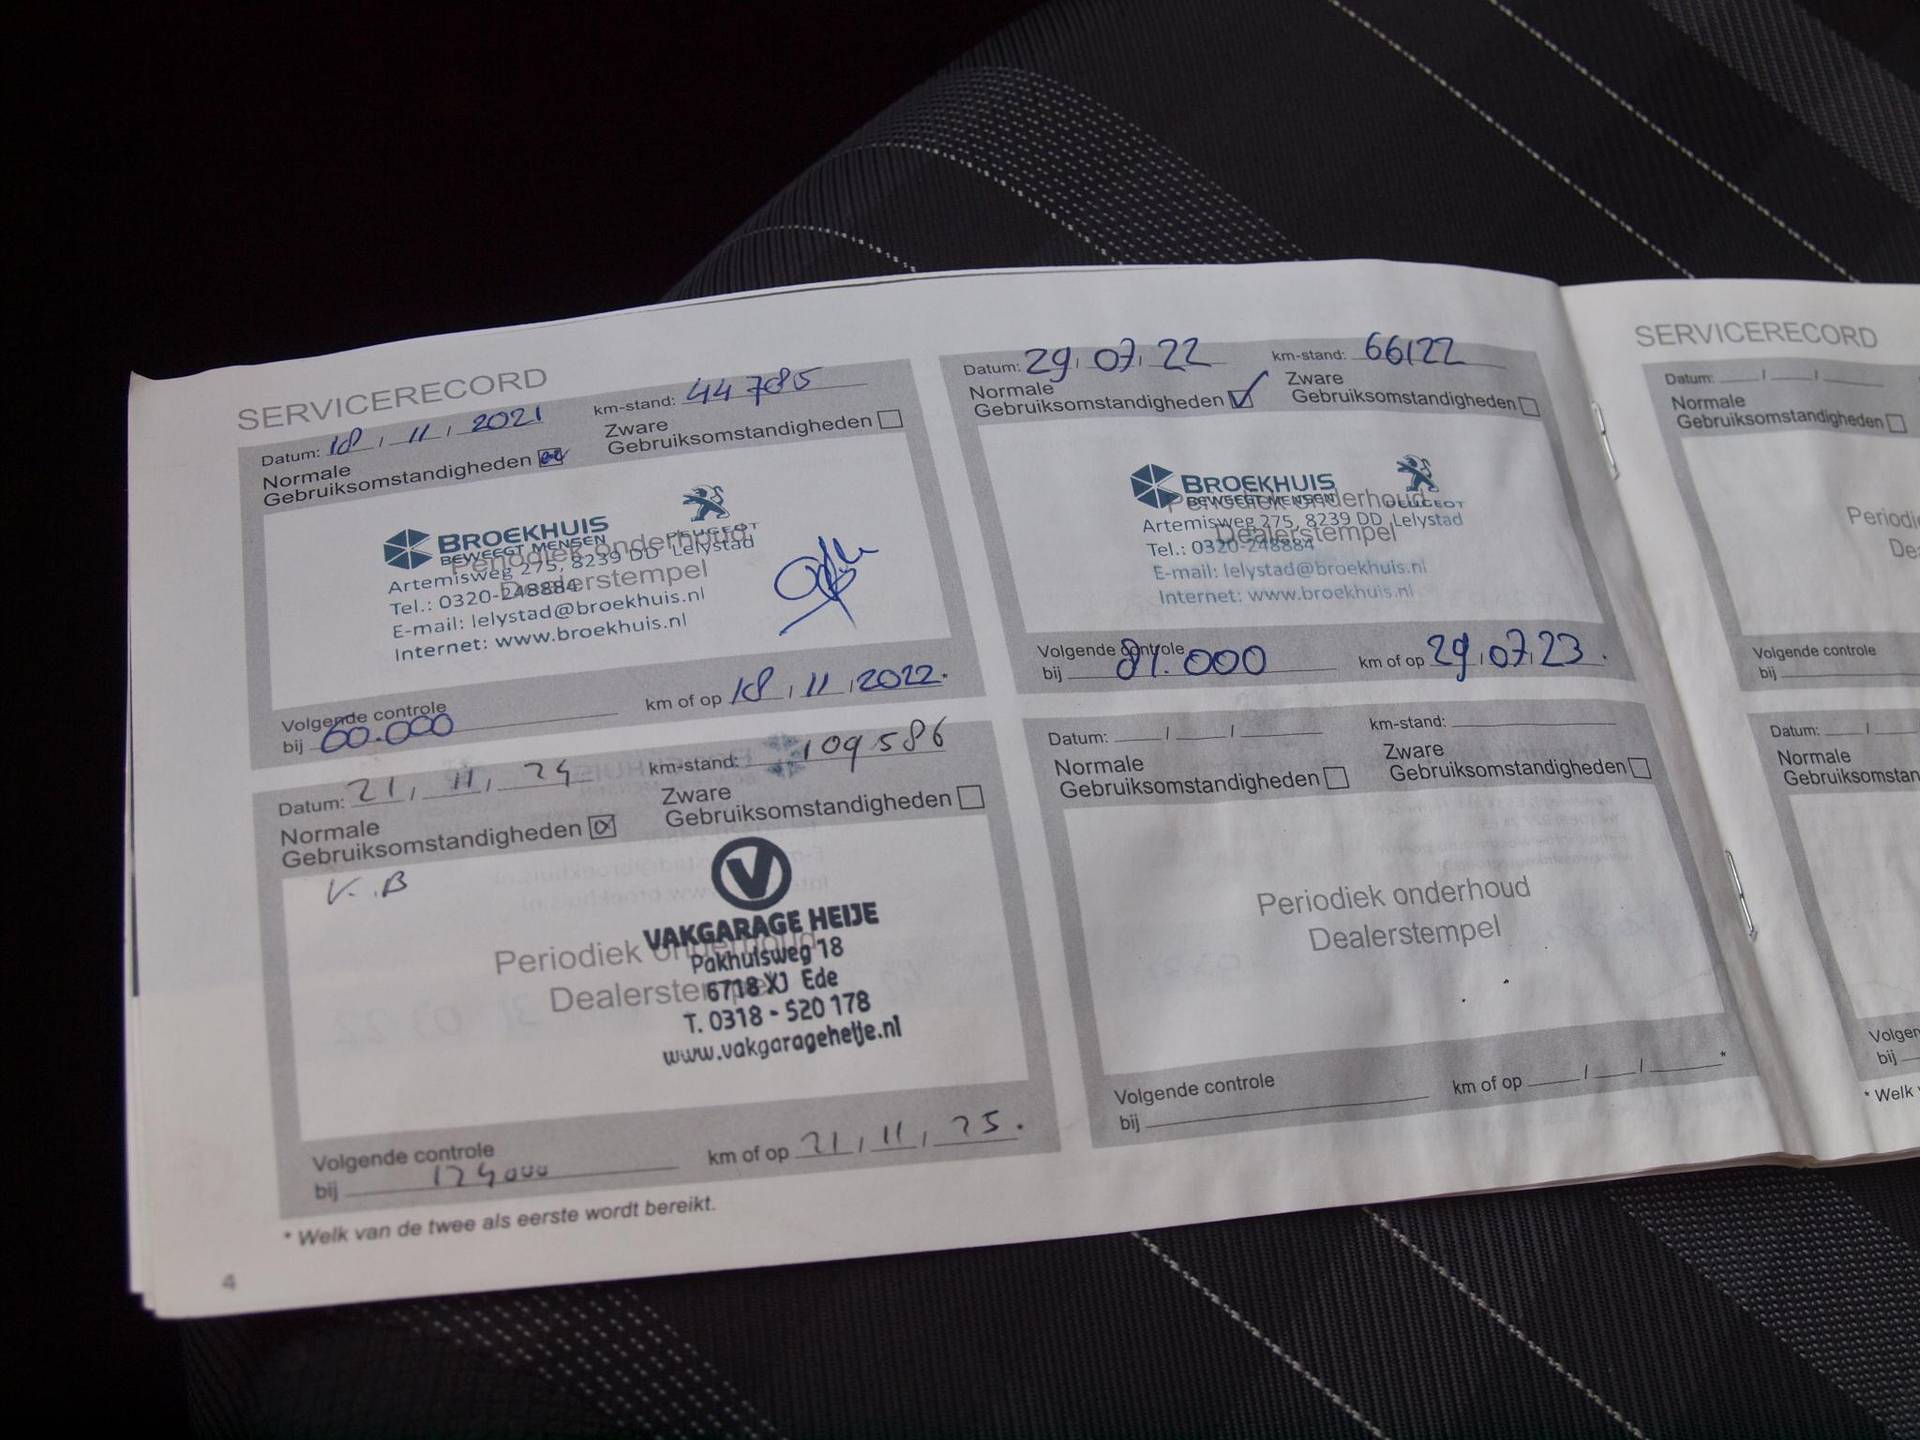 SERVICERECORD
Datum: 18 / 11 / 2021 km-stand: 44785
Normale
Gebruiksomstandigheden
Zware
Gebruiksomstandigheden
BROEKHUIS
BEWEEGT MENSEN
PEUGEOT
Periodiek onderhoud
Dealerstempel
Artemisweg 275, 8239 DD Lelystad
Tel.: 0320-248884
E-mail: lelystad@broekhuis.nl
Internet: www.broekhuis.nl
Volgende controle
bij 60.000 km of op 18 / 11 / 2022.
Datum: 29 / 07 / 22 km-stand: 66122
Normale
Gebruiksomstandigheden
Zware
Gebruiksomstandigheden
BROEKHUIS
BEWEEGT MENSEN
PEUGEOT
Periodiek onderhoud
Dealerstempel
Artemisweg 275, 8239 DD Lelystad
Tel.: 0320-248884
E-mail: lelystad@broekhuis.nl
Internet: www.broekhuis.nl
Volgende controle
bij 81.000 km of op 29 / 07 / 23.
Datum: 21 / 11 / 24 km-stand: 109586
Normale
Gebruiksomstandigheden
Zware
Gebruiksomstandigheden
K.B
Periodiek onderhoud
Dealerstempel
VAKGARAGE HEIJE
Pakhuisweg 18
6718 XJ Ede
T. 0318 - 520 178
www.vakgarageheije.nl
Volgende controle
bij 124000 km of op 21 / 11 / 25.
Datum: / / km-stand:
Normale
Gebruiksomstandigheden
Zware
Gebruiksomstandigheden
Periodiek onderhoud
Dealerstempel
Volgende controle
bij km of op / / *
* Welk van de twee als eerste wordt bereikt.
4
SERVICERECORD
Datum: / /
Normale
Gebruiksomstandigheden
Volgende controle
bij
Datum: /
Normale
bij
* Welk